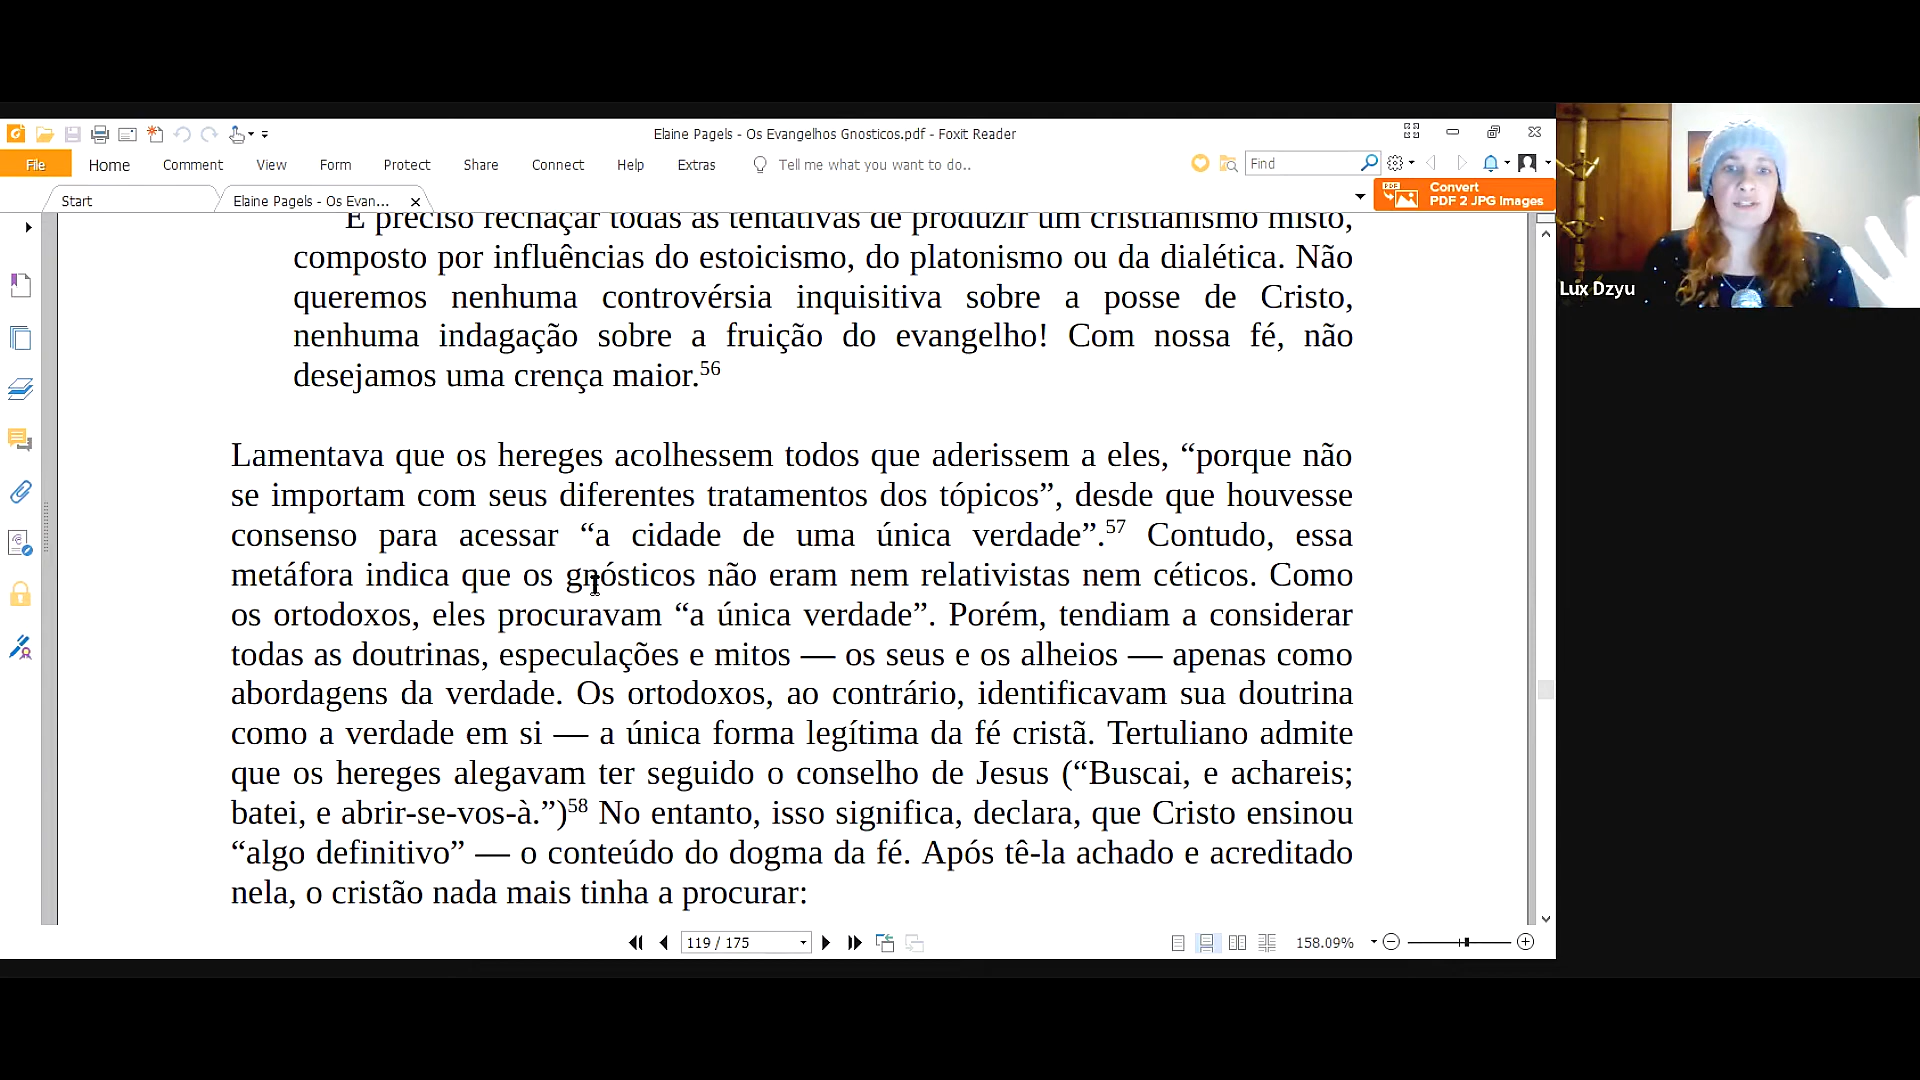 Elaine Pagels - Os Evangelhos Gnosticos.pdf - Foxit Reader
File Home Comment View Form Protect Share Connect Help Extras Tell me what you want to do.. Find
Start Elaine Pagels - Os Evan... Convert
PDF 2 JPG Images
É preciso rechaçar todas as tentativas de produzir um cristianismo misto,
composto por influências do estoicismo, do platonismo ou da dialética. Não
queremos nenhuma controvérsia inquisitiva sobre a posse de Cristo,
nenhuma indagação sobre a fruição do evangelho! Com nossa fé, não
desejamos uma crença maior.56
Lamentava que os hereges acolhessem todos que aderissem a eles, “porque não
se importam com seus diferentes tratamentos dos tópicos”, desde que houvesse
consenso para acessar “a cidade de uma única verdade”.57 Contudo, essa
metáfora indica que os gnósticos não eram nem relativistas nem céticos. Como
os ortodoxos, eles procuravam “a única verdade”. Porém, tendiam a considerar
todas as doutrinas, especulações e mitos — os seus e os alheios — apenas como
abordagens da verdade. Os ortodoxos, ao contrário, identificavam sua doutrina
como a verdade em si — a única forma legítima da fé cristã. Tertuliano admite
que os hereges alegavam ter seguido o conselho de Jesus (“Buscai, e achareis;
batei, e abrir-se-vos-à.”)58 No entanto, isso significa, declara, que Cristo ensinou
“algo definitivo” — o conteúdo do dogma da fé. Após tê-la achado e acreditado
nela, o cristão nada mais tinha a procurar:
119 / 175 158.09%
Lux Dzyu